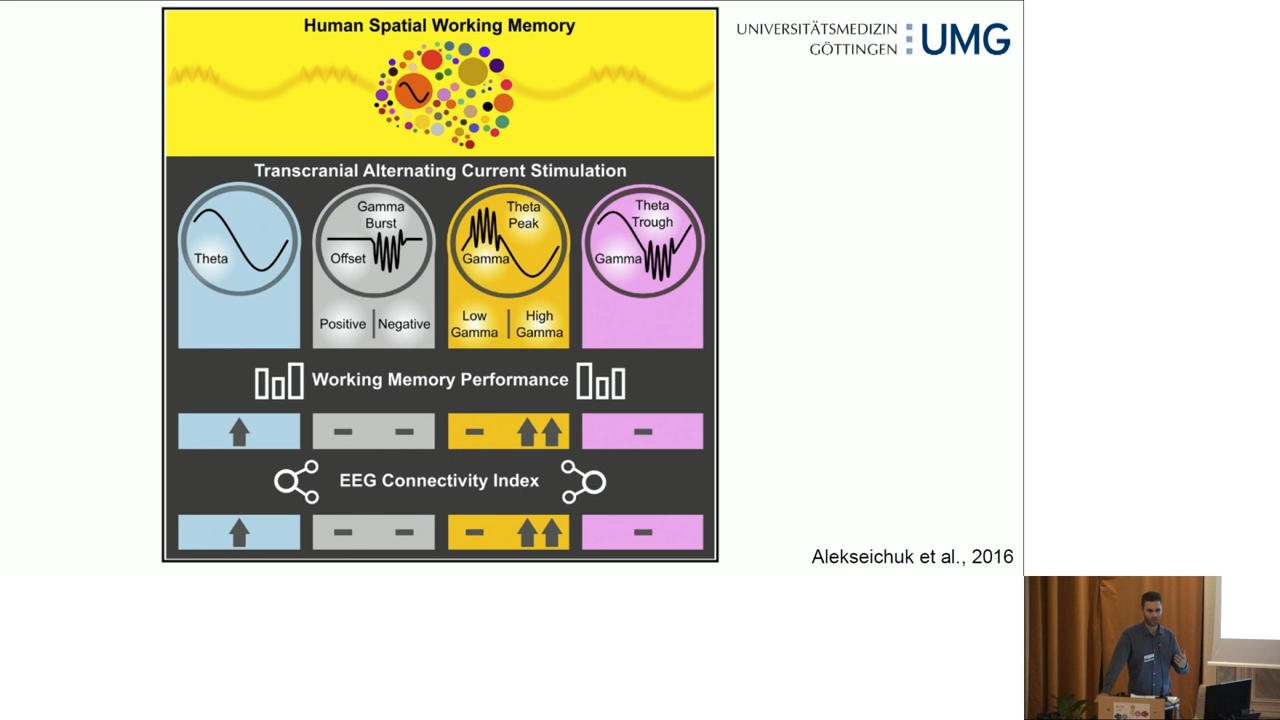 Human Spatial Working Memory
UNIVERSITÄTSMEDIZIN
GÖTTINGEN
UMG
Transcranial Alternating Current Stimulation
Theta
Gamma
Burst
Offset
Positive
Negative
Theta
Peak
Gamma
Low
Gamma
High
Gamma
Theta
Trough
Gamma
Working Memory Performance
EEG Connectivity Index
Alekseichuk et al., 2016